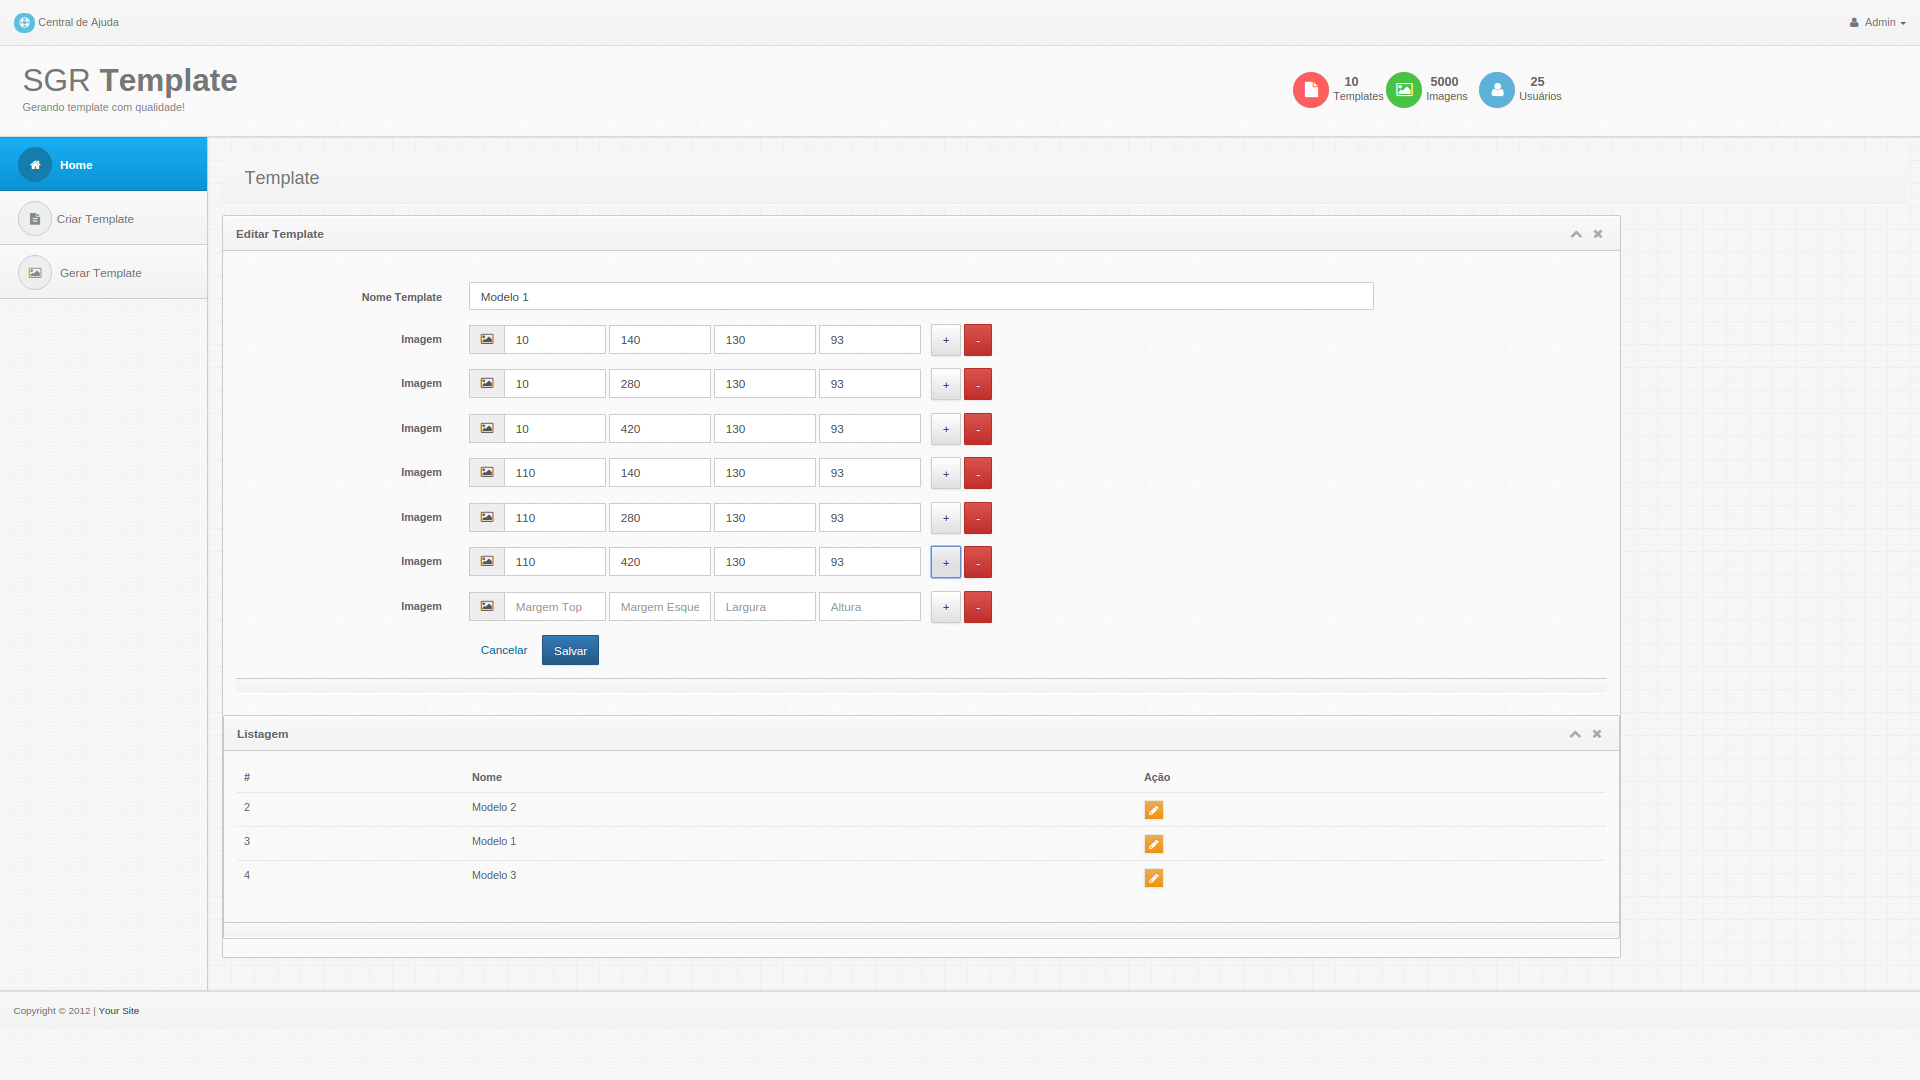 Central de Ajuda
Admin
SGR Template
Gerando template com qualidade!
10
Templates
5000
Imagens
25
Usuários
Home
Criar Template
Gerar Template
Template
Editar Template
Nome Template Modelo 1
Imagem 10 140 130 93 + -
Imagem 10 280 130 93 + -
Imagem 10 420 130 93 + -
Imagem 110 140 130 93 + -
Imagem 110 280 130 93 + -
Imagem 110 420 130 93 + -
Imagem Margem Top Margem Esque Largura Altura + -
Cancelar Salvar
Listagem
# Nome Ação
2 Modelo 2
3 Modelo 1
4 Modelo 3
Copyright © 2012 | Your Site